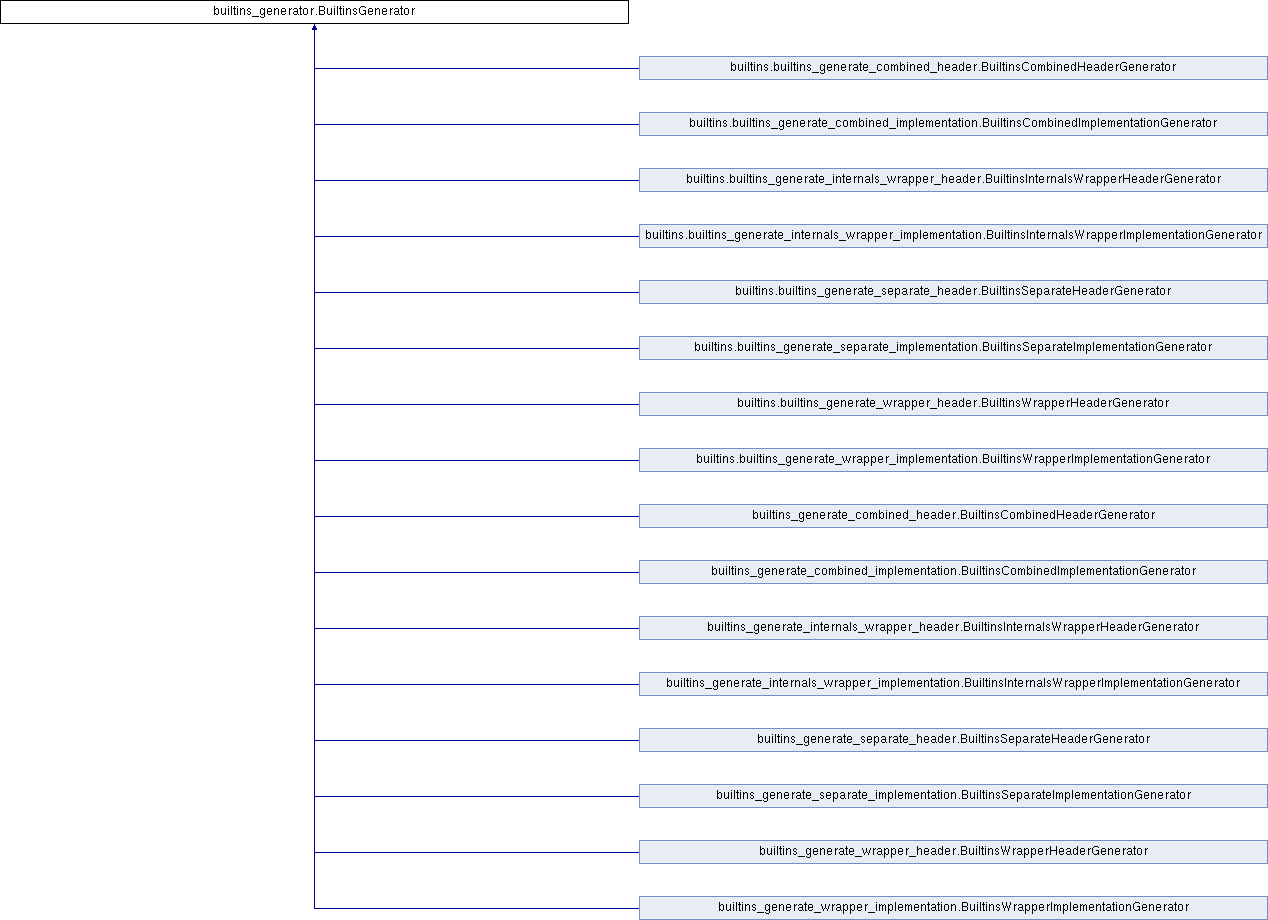 builtins_generator.BuiltinsGenerator
builtins.builtins_generate_combined_header.BuiltinsCombinedHeaderGenerator
builtins.builtins_generate_combined_implementation.BuiltinsCombinedImplementationGenerator
builtins.builtins_generate_internals_wrapper_header.BuiltinsInternalsWrapperHeaderGenerator
builtins.builtins_generate_internals_wrapper_implementation.BuiltinsInternalsWrapperImplementationGenerator
builtins.builtins_generate_separate_header.BuiltinsSeparateHeaderGenerator
builtins.builtins_generate_separate_implementation.BuiltinsSeparateImplementationGenerator
builtins.builtins_generate_wrapper_header.BuiltinsWrapperHeaderGenerator
builtins.builtins_generate_wrapper_implementation.BuiltinsWrapperImplementationGenerator
builtins_generate_combined_header.BuiltinsCombinedHeaderGenerator
builtins_generate_combined_implementation.BuiltinsCombinedImplementationGenerator
builtins_generate_internals_wrapper_header.BuiltinsInternalsWrapperHeaderGenerator
builtins_generate_internals_wrapper_implementation.BuiltinsInternalsWrapperImplementationGenerator
builtins_generate_separate_header.BuiltinsSeparateHeaderGenerator
builtins_generate_separate_implementation.BuiltinsSeparateImplementationGenerator
builtins_generate_wrapper_header.BuiltinsWrapperHeaderGenerator
builtins_generate_wrapper_implementation.BuiltinsWrapperImplementationGenerator